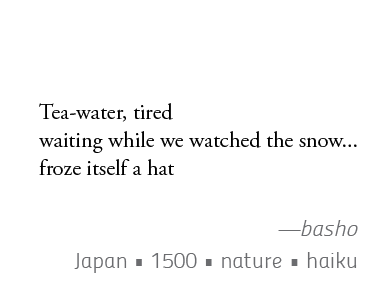 Tea-water, tired
waiting while we watched the snow...
froze itself a hat
—basho
Japan ▪ 1500 ▪ nature ▪ haiku